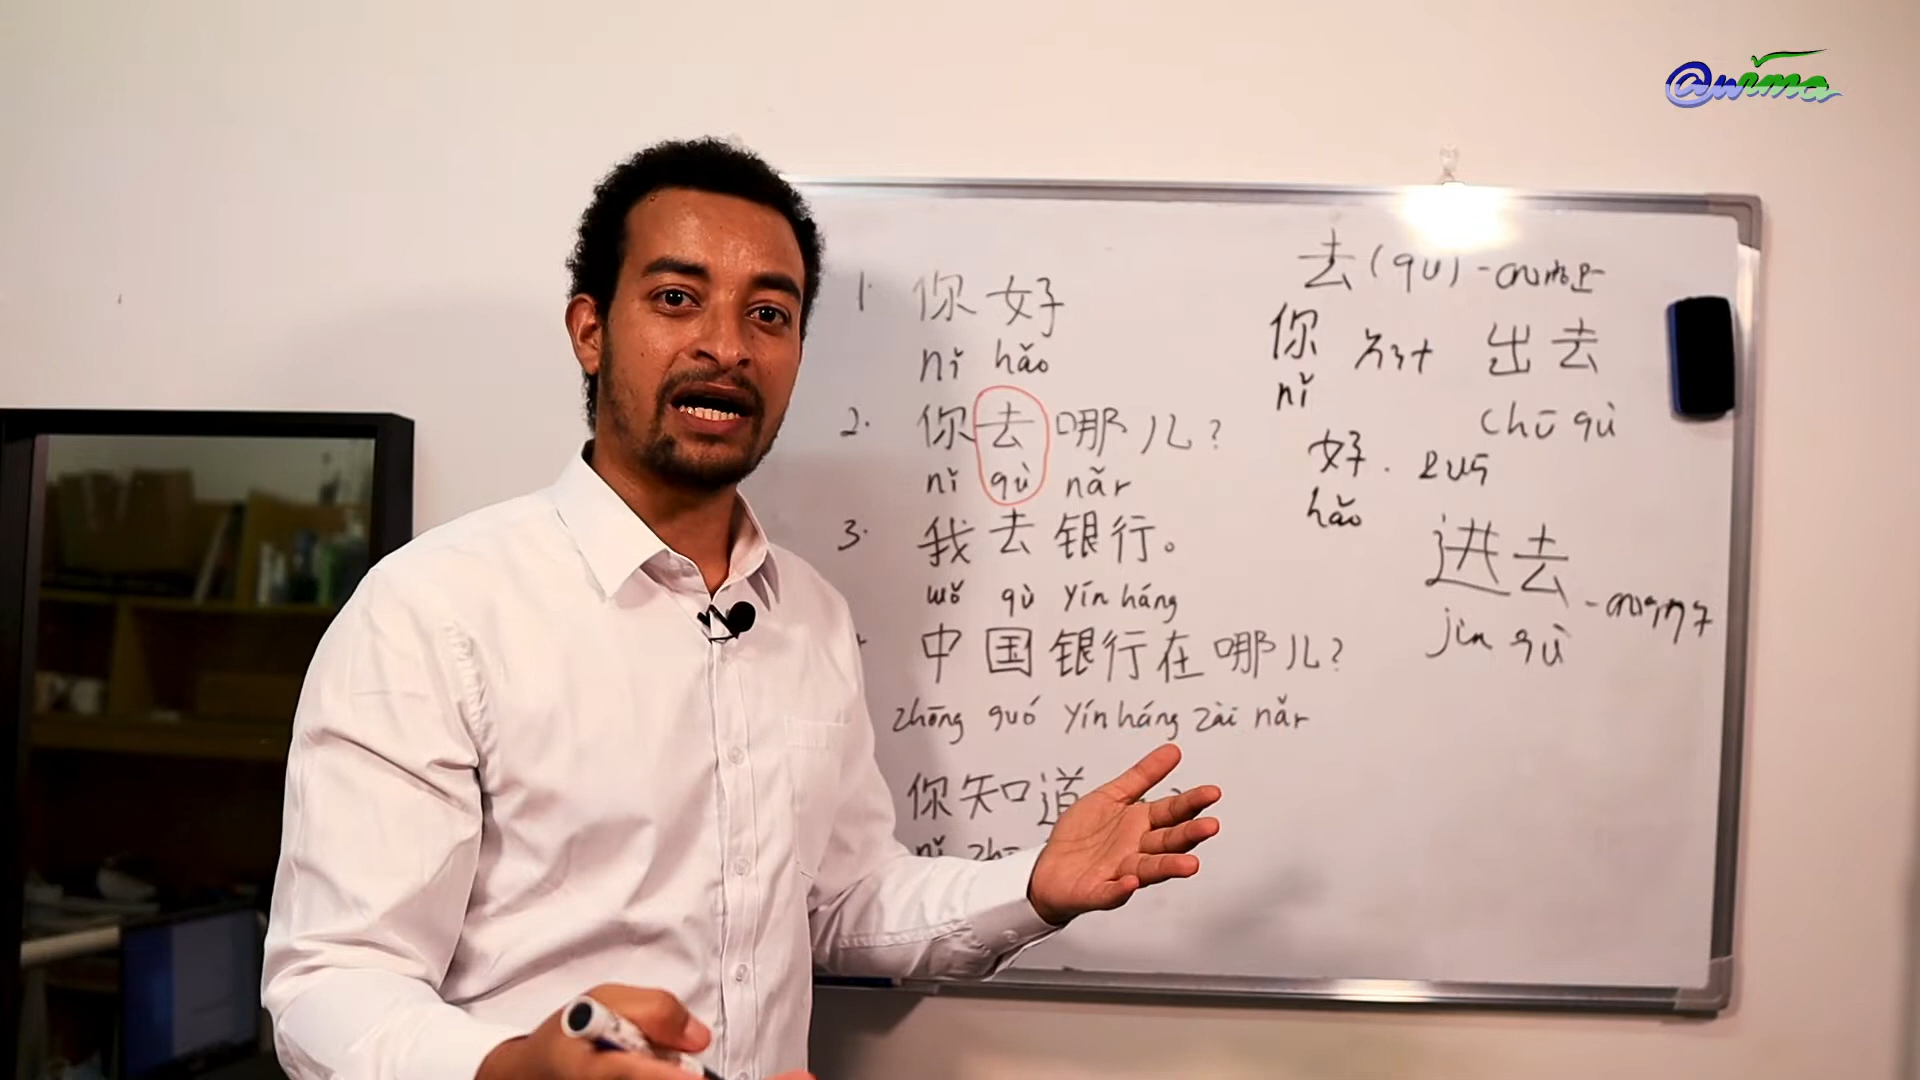 @wima
1. 你好
nǐ hǎo
2. 你去哪儿?
nǐ qù nǎr
3. 我去银行。
wǒ qù yín háng
中国银行在哪儿?
zhōng guó yín háng zài nǎr
你知道
nǐ zh
去(qù) - መሄድ
你 አንተ 出去
nǐ chū qù
好. ደህና
hǎo
进去 - መግባት
jìn qù